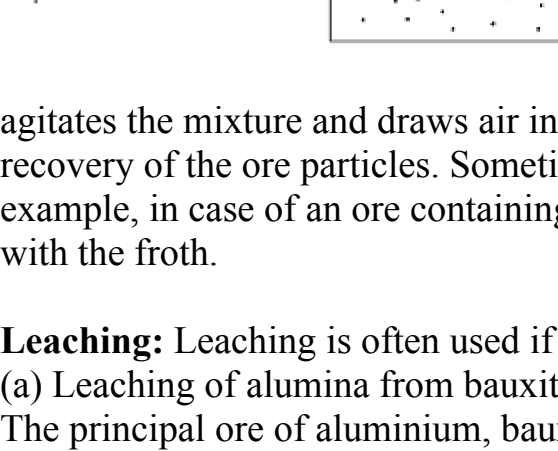 agitates the mixture and draws air in
recovery of the ore particles. Someti
example, in case of an ore containing
with the froth.
Leaching: Leaching is often used if
(a) Leaching of alumina from bauxit
The principal ore of aluminium, baux